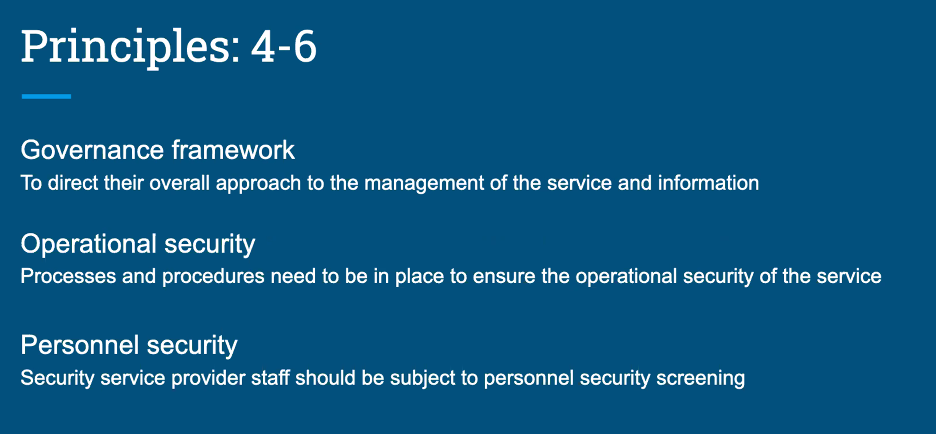 Principles: 4-6
Governance framework
To direct their overall approach to the management of the service and information
Operational security
Processes and procedures need to be in place to ensure the operational security of the service
Personnel security
Security service provider staff should be subject to personnel security screening